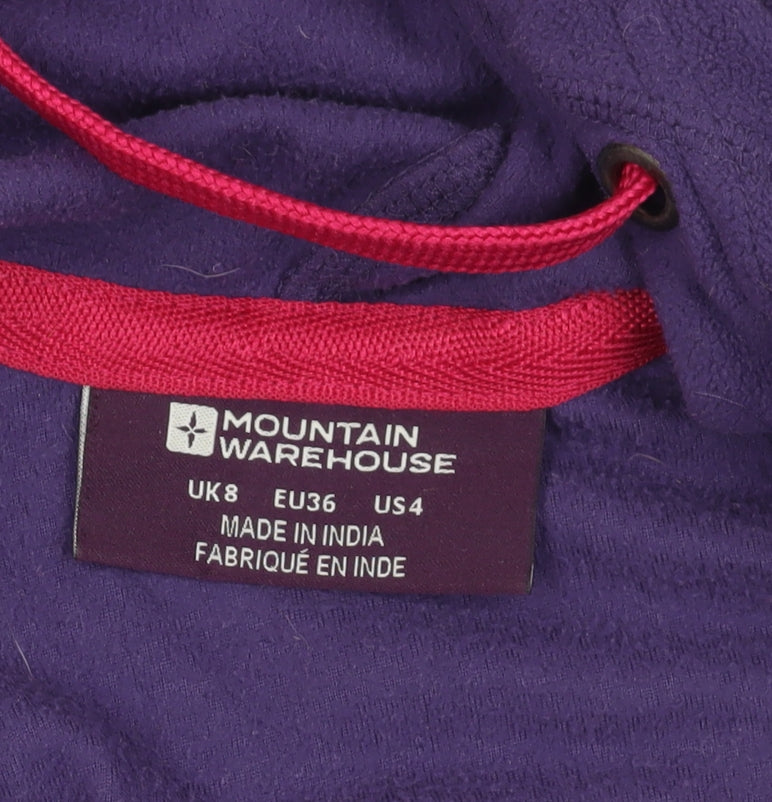 MOUNTAIN
WAREHOUSE
UK8 EU36 US4
MADE IN INDIA
FABRIQUÉ EN INDE